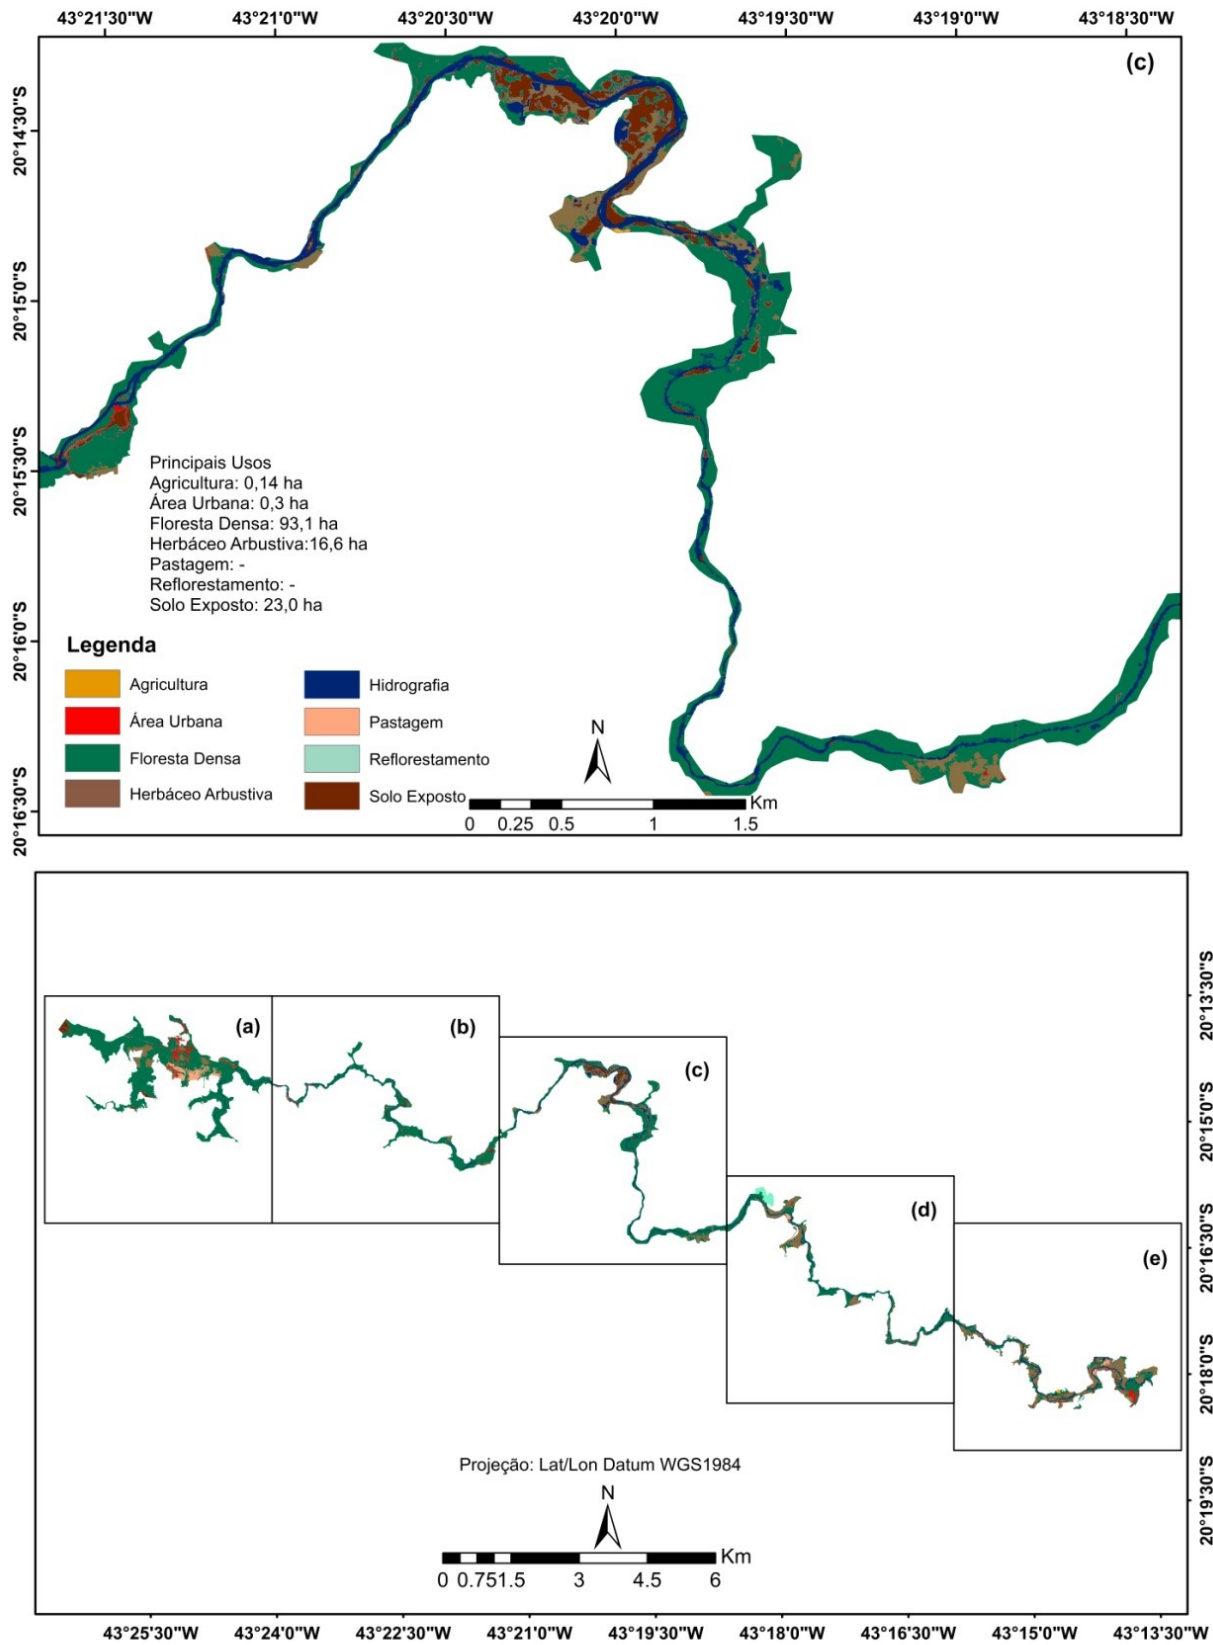 43°21'30"W 43°21'0"W 43°20'30"W 43°20'0"W 43°19'30"W 43°19'0"W 43°18'30"W
(c)
20°14'30"S
20°15'0"S
20°15'30"S
20°16'0"S
20°16'30"S
Principais Usos
Agricultura: 0,14 ha
Área Urbana: 0,3 ha
Floresta Densa: 93,1 ha
Herbáceo Arbustiva:16,6 ha
Pastagem: -
Reflorestamento: -
Solo Exposto: 23,0 ha
Legenda
Agricultura
Área Urbana
Floresta Densa
Herbáceo Arbustiva
Hidrografia
Pastagem
Reflorestamento
Solo Exposto
N
Km
0 0.25 0.5 1 1.5
(a)
(b)
(c)
(d)
(e)
20°13'30"S
20°15'0"S
20°16'30"S
20°18'0"S
20°19'30"S
Projeção: Lat/Lon Datum WGS1984
N
Km
0 0.751.5 3 4.5 6
43°25'30"W 43°24'0"W 43°22'30"W 43°21'0"W 43°19'30"W 43°18'0"W 43°16'30"W 43°15'0"W 43°13'30"W